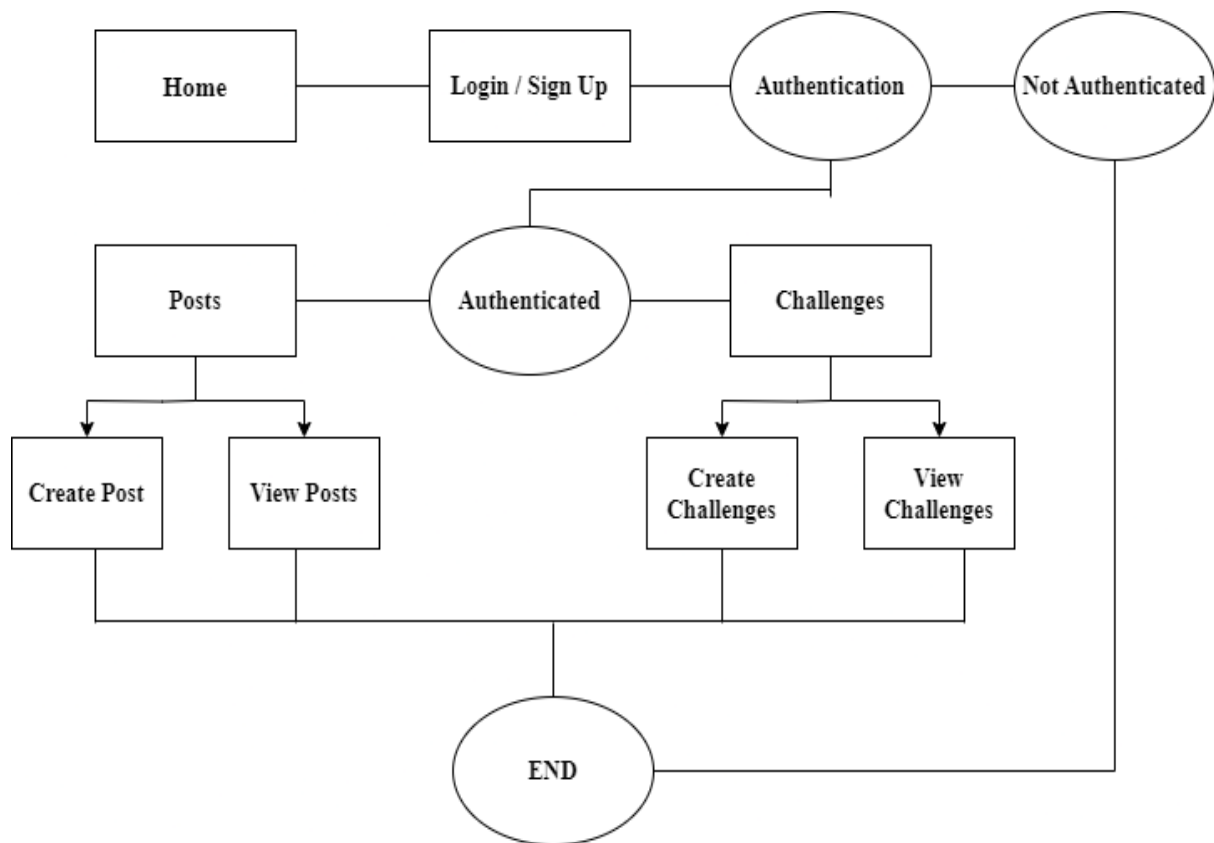 Home
Login / Sign Up
Authentication
Not Authenticated
Posts
Authenticated
Challenges
Create Post
View Posts
Create
Challenges
View
Challenges
END